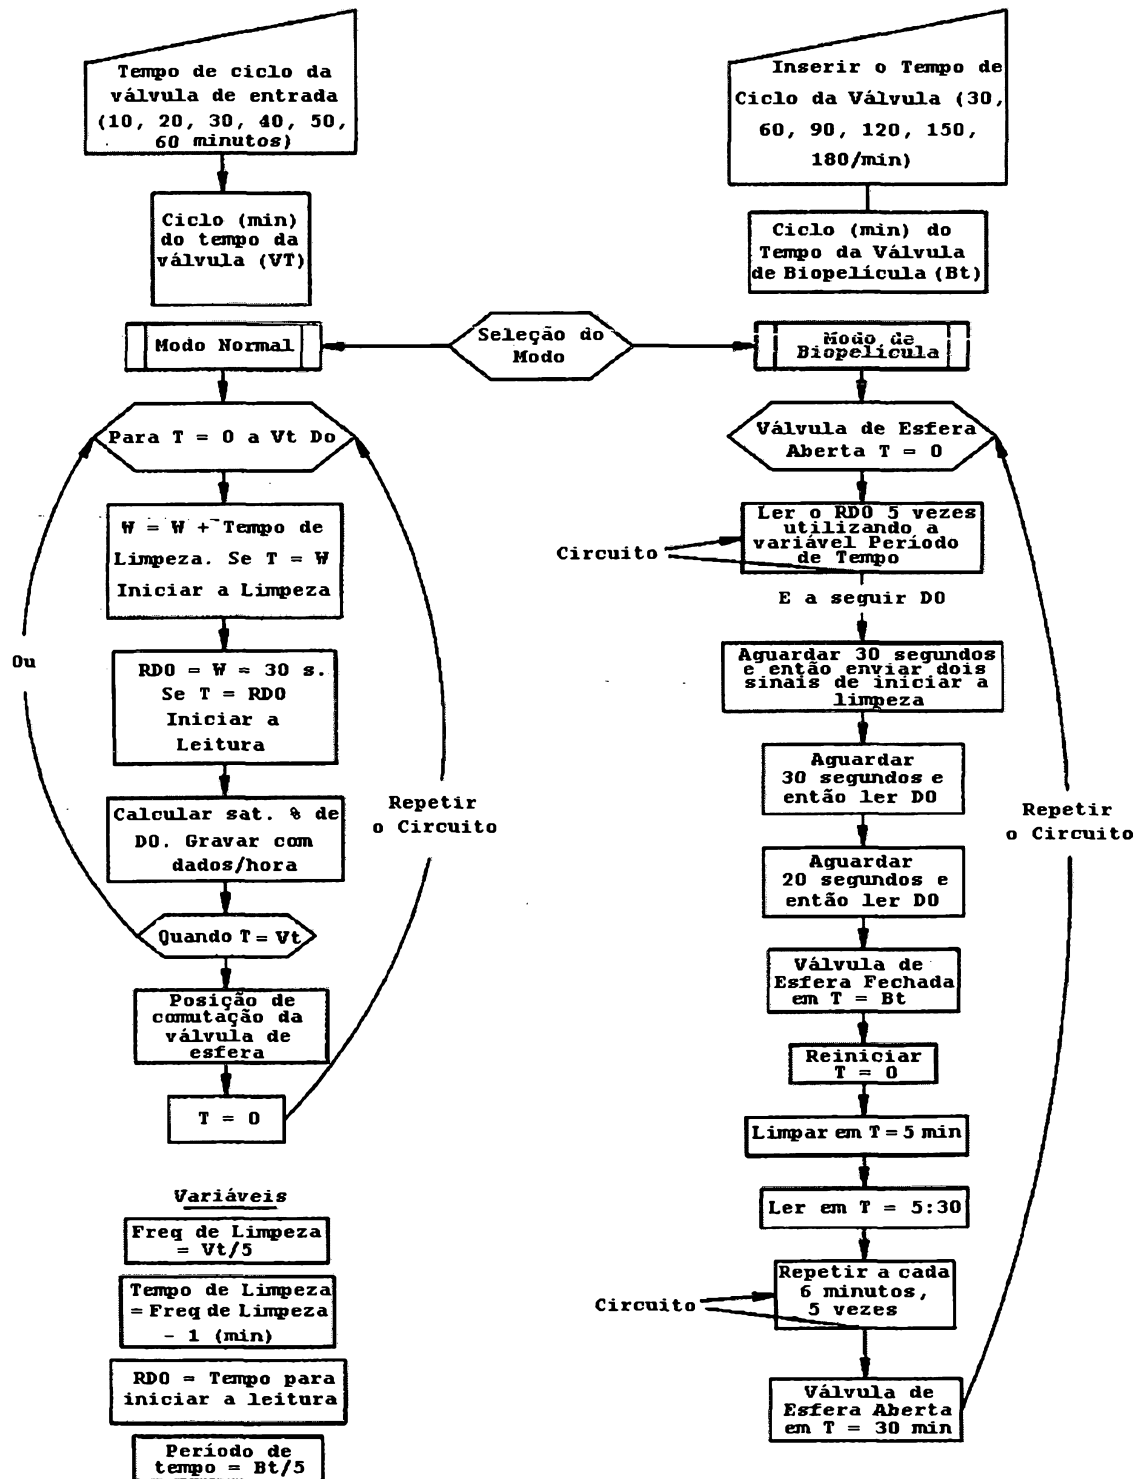 Tempo de ciclo da
válvula de entrada
(10, 20, 30, 40, 50,
60 minutos)
Ciclo (min)
do tempo da
válvula (VT)
Modo Normal
Para T = 0 a Vt Do
W = W + Tempo de
Limpeza. Se T = W
Iniciar a Limpeza
RDO = W = 30 s.
Se T = RDO
Iniciar a
Leitura
Calcular sat. % de
DO. Gravar com
dados/hora
Quando T = Vt
Posição de
comutação da
válvula de
esfera
T = 0
Ou
Repetir
o Circuito
Variáveis
Freq de Limpeza
= Vt/5
Tempo de Limpeza
= Freq de Limpeza
- 1 (min)
RDO = Tempo para
iniciar a leitura
Período de
tempo = Bt/5
Seleção do
Modo
Inserir o Tempo de
Ciclo da Válvula (30,
60, 90, 120, 150,
180/min)
Ciclo (min) do
Tempo da Válvula
de Biopelícula (Bt)
Modo de
Biopelícula
Válvula de Esfera
Aberta T = 0
Ler o RDO 5 vezes
utilizando a
variável Período
de Tempo
Circuito
E a seguir DO
Aguardar 30 segundos
e então enviar dois
sinais de iniciar a
limpeza
Aguardar
30 segundos e
então ler DO
Aguardar
20 segundos e
então ler DO
Válvula de
Esfera Fechada
em T = Bt
Reiniciar
T = 0
Limpar em T = 5 min
Ler em T = 5:30
Repetir a cada
6 minutos,
5 vezes
Circuito
Válvula de
Esfera Aberta
em T = 30 min
Repetir
o Circuito